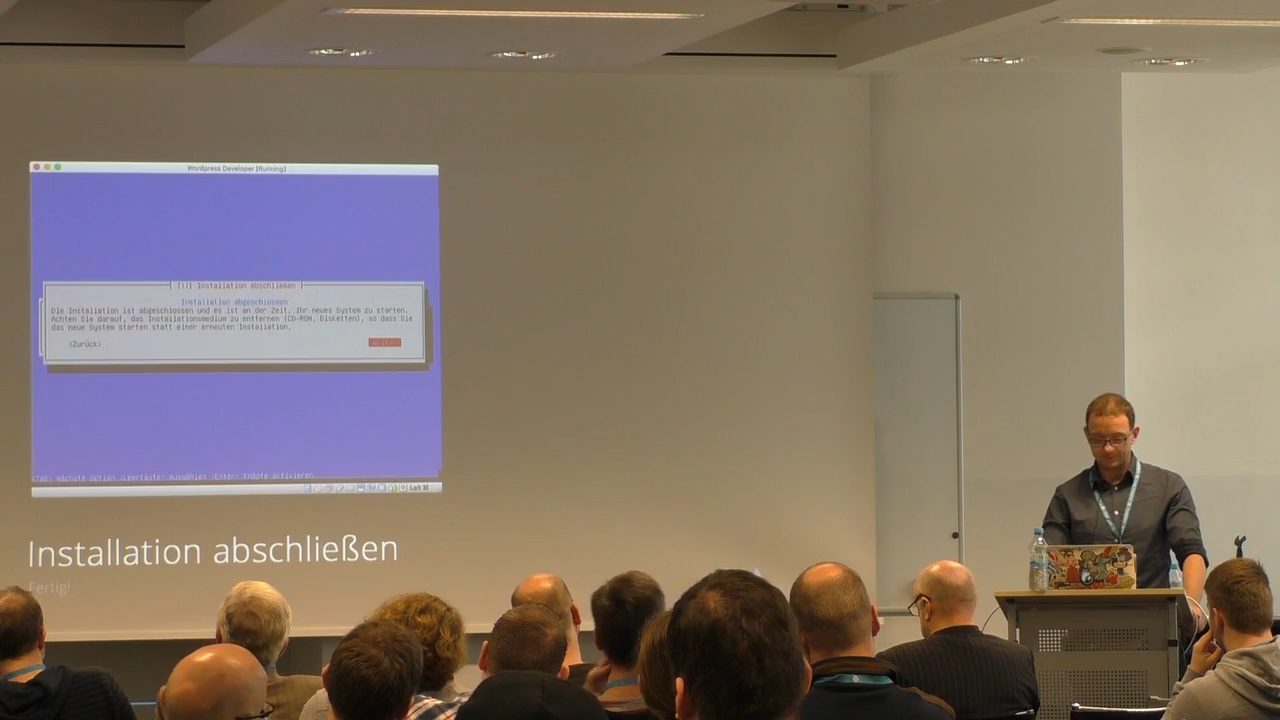 Wordpress Developer [Running]
[!!] Installation abschließen
Installation abgeschlossen
Die Installation ist abgeschlossen und es ist an der Zeit, Ihr neues System zu starten.
Achten Sie darauf, das Installationsmedium zu entfernen (CD-ROM, Disketten), so dass Sie
das neue System starten statt einer erneuten Installation.
<Zurück>
<Tab> Nächste Option <Leertaste> Auswählen <Enter> Knöpfe aktivieren
Left ⌘
Installation abschließen
Fertig!